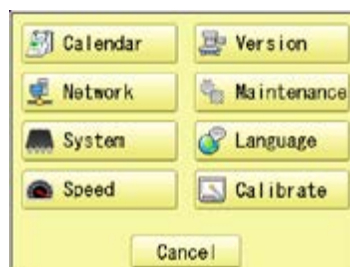 Calendar Version
Network Maintenance
System Language
Speed Calibrate
Cancel